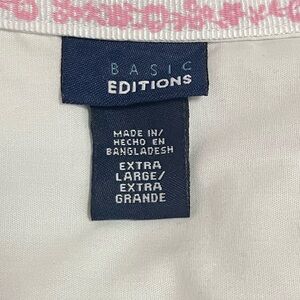 BASIC
EDITIONS
MADE IN/
HECHO EN
BANGLADESH
EXTRA
LARGE/
EXTRA
GRANDE